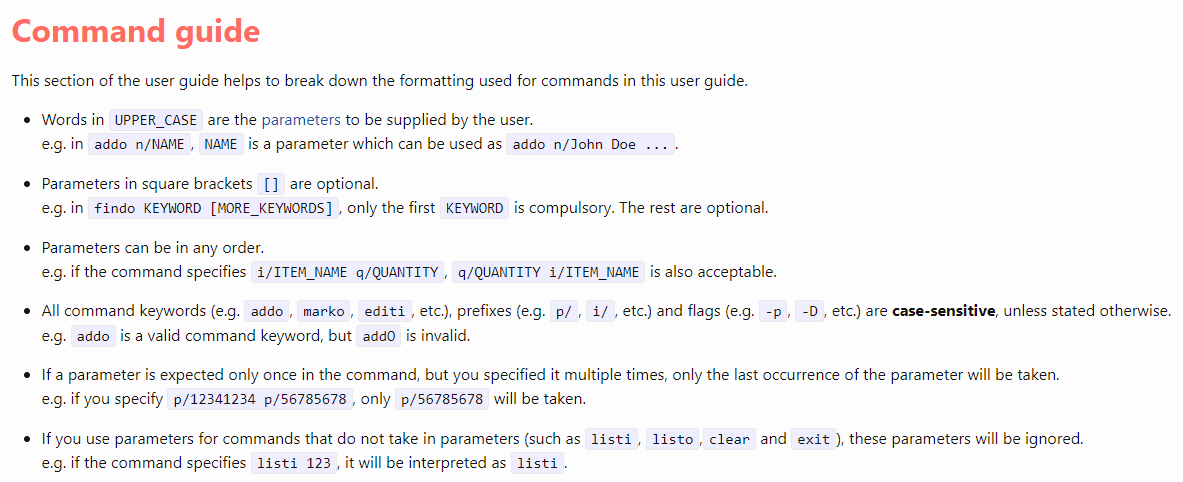 Command guide
This section of the user guide helps to break down the formatting used for commands in this user guide.
• Words in UPPER_CASE are the parameters to be supplied by the user.
e.g. in addo n/NAME, NAME is a parameter which can be used as addo n/John Doe ....
• Parameters in square brackets [] are optional.
e.g. in findo KEYWORD [MORE_KEYWORDS], only the first KEYWORD is compulsory. The rest are optional.
• Parameters can be in any order.
e.g. if the command specifies i/ITEM_NAME q/QUANTITY, q/QUANTITY i/ITEM_NAME is also acceptable.
• All command keywords (e.g. addo, marko, editi, etc.), prefixes (e.g. p/, i/, etc.) and flags (e.g. -p, -D, etc.) are case-sensitive, unless stated otherwise.
e.g. addo is a valid command keyword, but addO is invalid.
• If a parameter is expected only once in the command, but you specified it multiple times, only the last occurrence of the parameter will be taken.
e.g. if you specify p/12341234 p/56785678, only p/56785678 will be taken.
• If you use parameters for commands that do not take in parameters (such as listi, listo,clear and exit), these parameters will be ignored.
e.g. if the command specifies listi 123, it will be interpreted as listi.